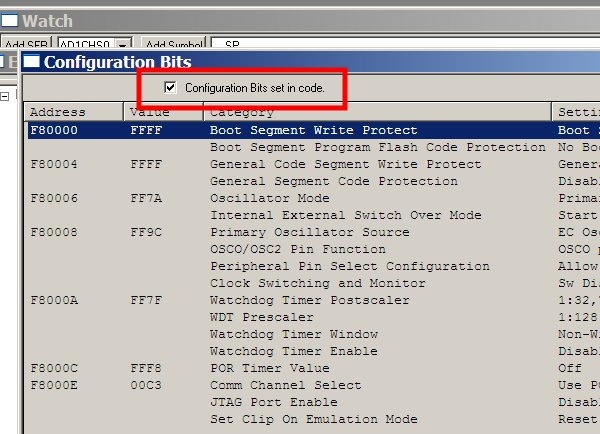 Watch
Add SFR AD1CHS0 Add Symbol _SP
Configuration Bits
Configuration Bits set in code.
Address Value Category
F80000 FFFF Boot Segment Write Protect Boot S
Boot Segment Program Flash Code Protection No Boo
F80004 FFFF General Code Segment Write Protect Genera
General Segment Code Protection Disab
F80006 FF7A Oscillator Mode Prima
Internal External Switch Over Mode Start
F80008 FF9C Primary Oscillator Source EC Os
OSCO/OSC2 Pin Function OSCO p
Peripheral Pin Select Configuration Allow
Clock Switching and Monitor Sw Di
F8000A FF7F Watchdog Timer Postscaler 1:32,
WDT Prescaler 1:128
Watchdog Timer Window Non-W
Watchdog Timer Enable Disab
F8000C FFF8 POR Timer Value Off
F8000E 00C3 Comm Channel Select Use P
JTAG Port Enable Disab
Set Clip On Emulation Mode Reset